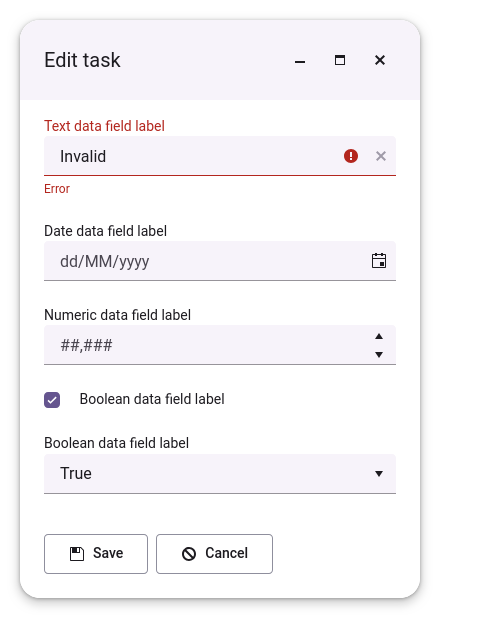 Edit task
Text data field label
Invalid
Error
Date data field label
dd/MM/yyyy
Numeric data field label
##,###
Boolean data field label
Boolean data field label
True
Save Cancel